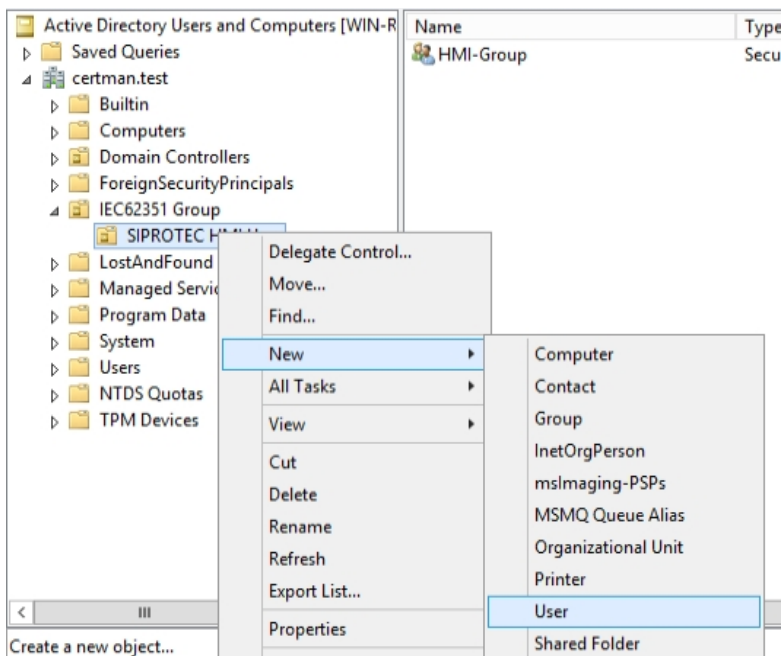 Active Directory Users and Computers [WIN-R
Name
Type
Saved Queries
HMI-Group
Secu
certman.test
Builtin
Computers
Domain Controllers
ForeignSecurityPrincipals
IEC62351 Group
SIPROTEC
LostAndFound
Managed Servic
Program Data
System
Users
NTDS Quotas
TPM Devices
Delegate Control...
Move...
Find...
New
All Tasks
View
Cut
Delete
Rename
Refresh
Export List...
Properties
Computer
Contact
Group
InetOrgPerson
msImaging-PSPs
MSMQ Queue Alias
Organizational Unit
Printer
User
Shared Folder
Create a new object...